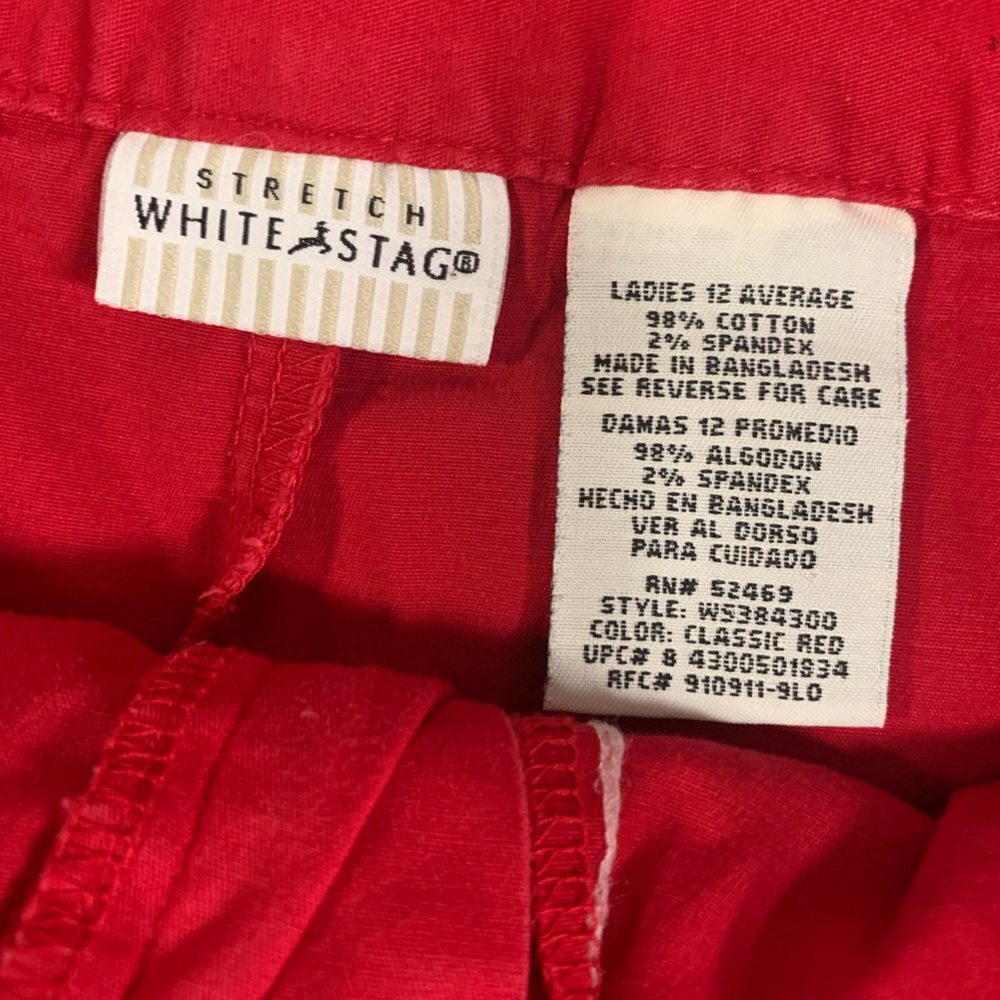 STRETCH
WHITE STAG®
LADIES 12 AVERAGE
98% COTTON
2% SPANDEX
MADE IN BANGLADESH
SEE REVERSE FOR CARE
DAMAS 12 PROMEDIO
98% ALGODON
2% SPANDEX
HECHO EN BANGLADESH
VER AL DORSO
PARA CUIDADO
RN# 52469
STYLE: WS384300
COLOR: CLASSIC RED
UPC# 8 4300501834
RFC# 910911-9L0